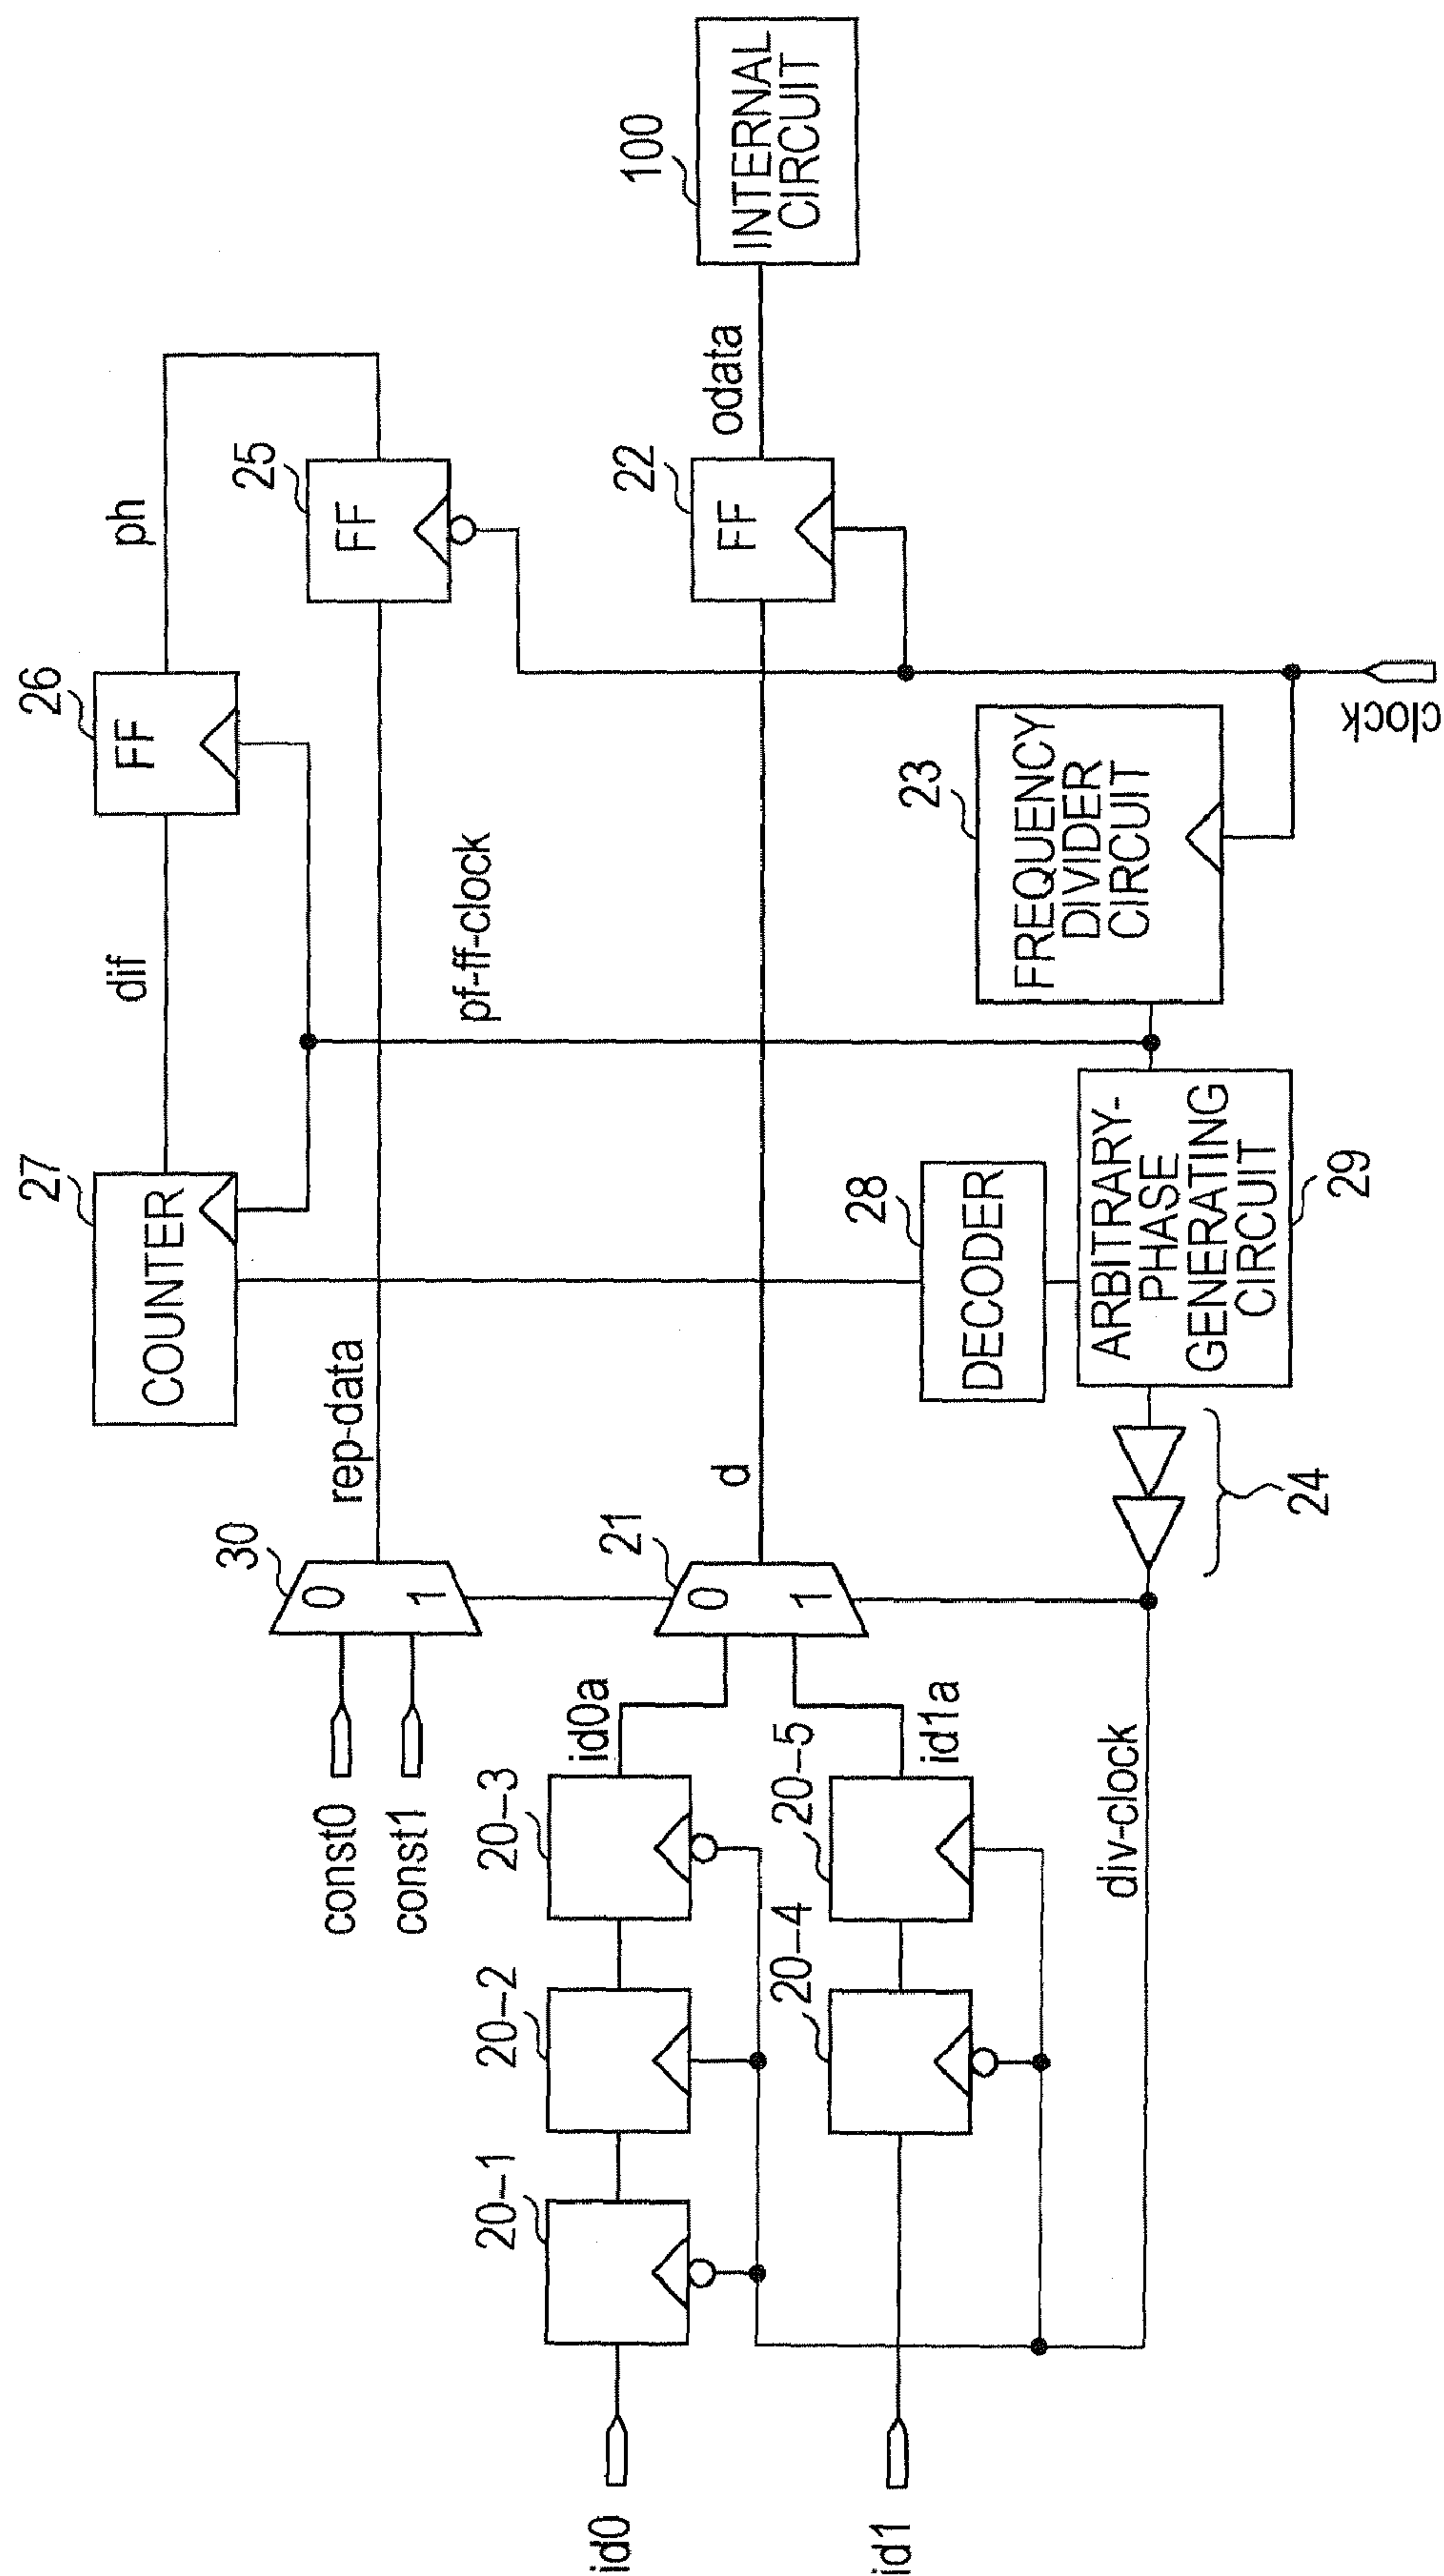 27
COUNTER
dif
26
FF
ph
30
0
1
const0
const1
rep-data
25
FF
pf-ff-clock
id0
20-1
20-2
20-3
id0a
21
0
1
d
22
FF
odata
100
INTERNAL
CIRCUIT
id1
20-4
20-5
id1a
28
DECODER
23
FREQUENCY
DIVIDER
CIRCUIT
div-clock
24
ARBITRARY-
PHASE
GENERATING
CIRCUIT
29
clock